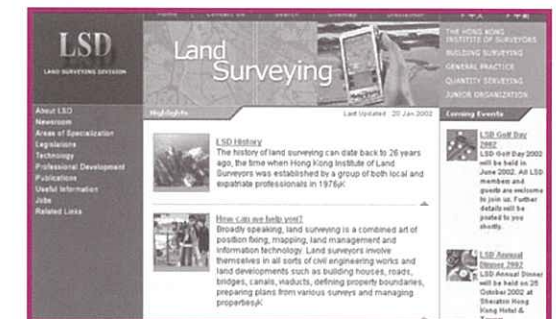 Home | Contact Us | Search | Sitemap | Disclaimer
LSD
LAND SURVEYING DIVISION
Land
Surveying
THE HONG KONG
INSTITUTE OF SURVEYORS
BUILDING SURVEYING
GENERAL PRACTICE
QUANTITY SURVEYING
JUNIOR ORGANIZATION
About LSD
Newsroom
Areas of Specialization
Legislations
Technology
Professional Development
Publications
Useful Information
Jobs
Related Links
Highlights
Last Updated : 20 Jan 2002
LSD History
The history of land surveying can date back to 26 years
ago, the time when Hong Kong Institute of Land
Surveyors was established by a group of both local and
expatriate professionals in 1976¡K
How can we help you?
Broadly speaking, land surveying is a combined art of
position fixing, mapping, land management and
information technology. Land surveyors involve
themselves in all sorts of civil engineering works and
land developments such as building houses, roads,
bridges, canals, viaducts, defining property boundaries,
preparing plans from various surveys and managing
properties¡K
Coming Events
LSD Golf Day
2002
LSD Golf Day 2002
will be held in
June 2002. All LSD
members and
guests are welcome
to join us. Further
details will be
posted to you
shortly.
LSD Annual
Dinner 2002
LSD Annual Dinner
will be held on 25
October 2002 at
Sheraton Hong
Kong Hotel &